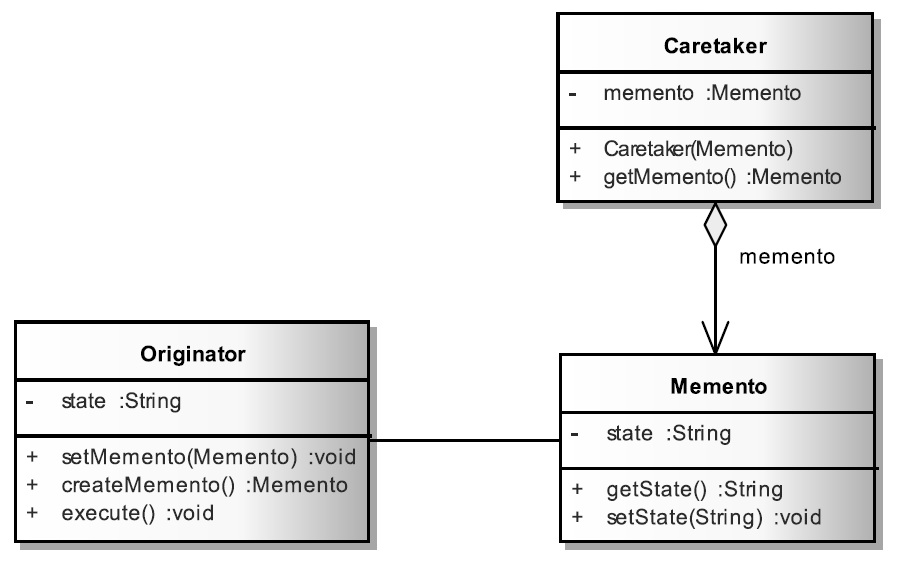 Caretaker
- memento :Memento
+ Caretaker(Memento)
+ getMemento() :Memento
memento
Originator
- state :String
+ setMemento(Memento) :void
+ createMemento() :Memento
+ execute() :void
Memento
- state :String
+ getState() :String
+ setState(String) :void